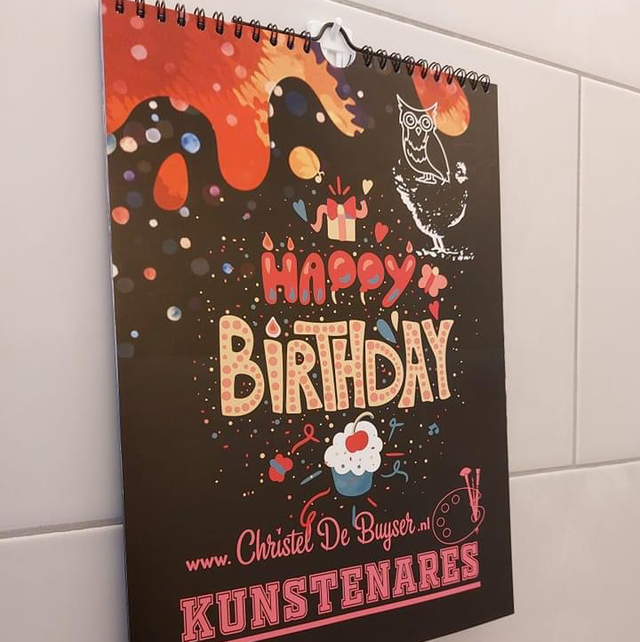 HAPPY
BIRTHDAY
www. Christel De Buyser .nl
KUNSTENARES